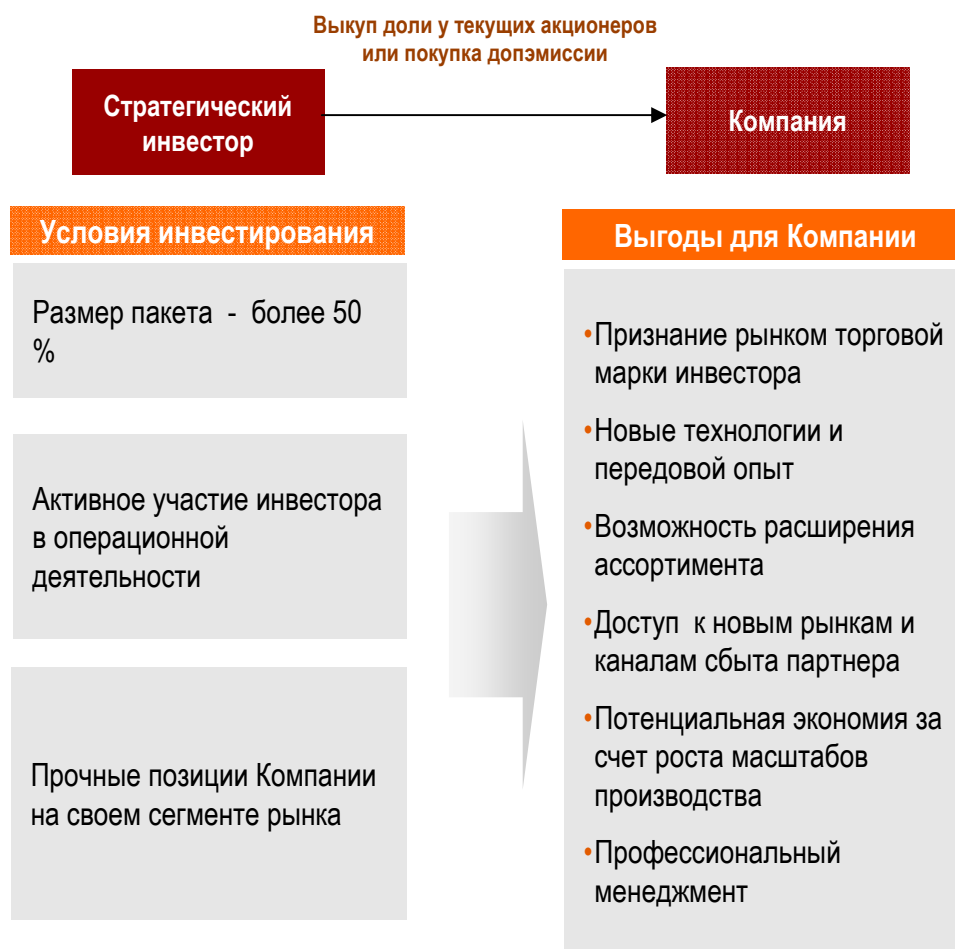 Выкуп доли у текущих акционеров
или покупка допэмиссии
Стратегический
инвестор
Компания
Условия инвестирования
Размер пакета - более 50
%
Активное участие инвестора
в операционной
деятельности
Прочные позиции Компании
на своем сегменте рынка
Выгоды для Компании
•Признание рынком торговой
марки инвестора
•Новые технологии и
передовой опыт
•Возможность расширения
ассортимента
•Доступ к новым рынкам и
каналам сбыта партнера
•Потенциальная экономия за
счет роста масштабов
производства
•Профессиональный
менеджмент